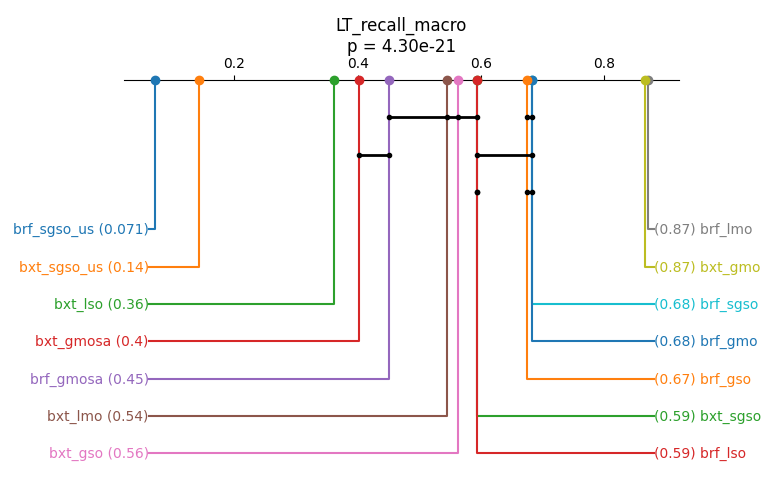 LT_recall_macro
p = 4.30e-21
0.2 0.4 0.6 0.8
brf_sgso_us (0.071) (0.87) brf_lmo
bxt_sgso_us (0.14) (0.87) bxt_gmo
bxt_lso (0.36) (0.68) brf_sgso
bxt_gmosa (0.4) (0.68) brf_gmo
brf_gmosa (0.45) (0.67) brf_gso
bxt_lmo (0.54) (0.59) bxt_sgso
bxt_gso (0.56) (0.59) brf_lso